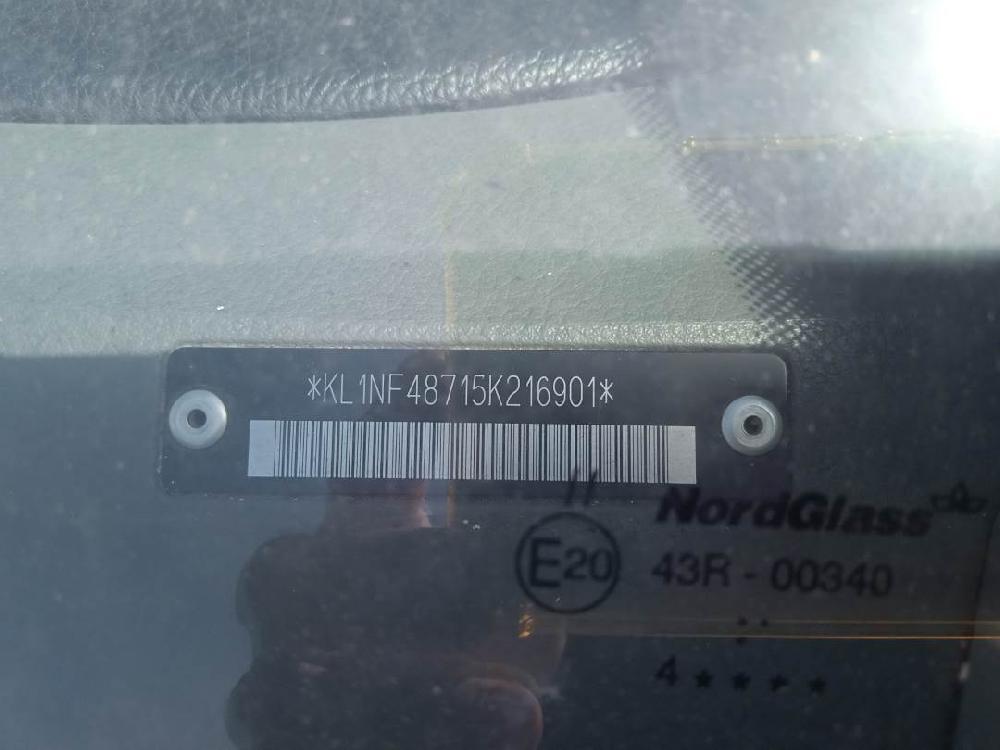 *KL1NF48715K216901*
NordGlass
E20 43R - 00340
4 ★ ★ ★ ★